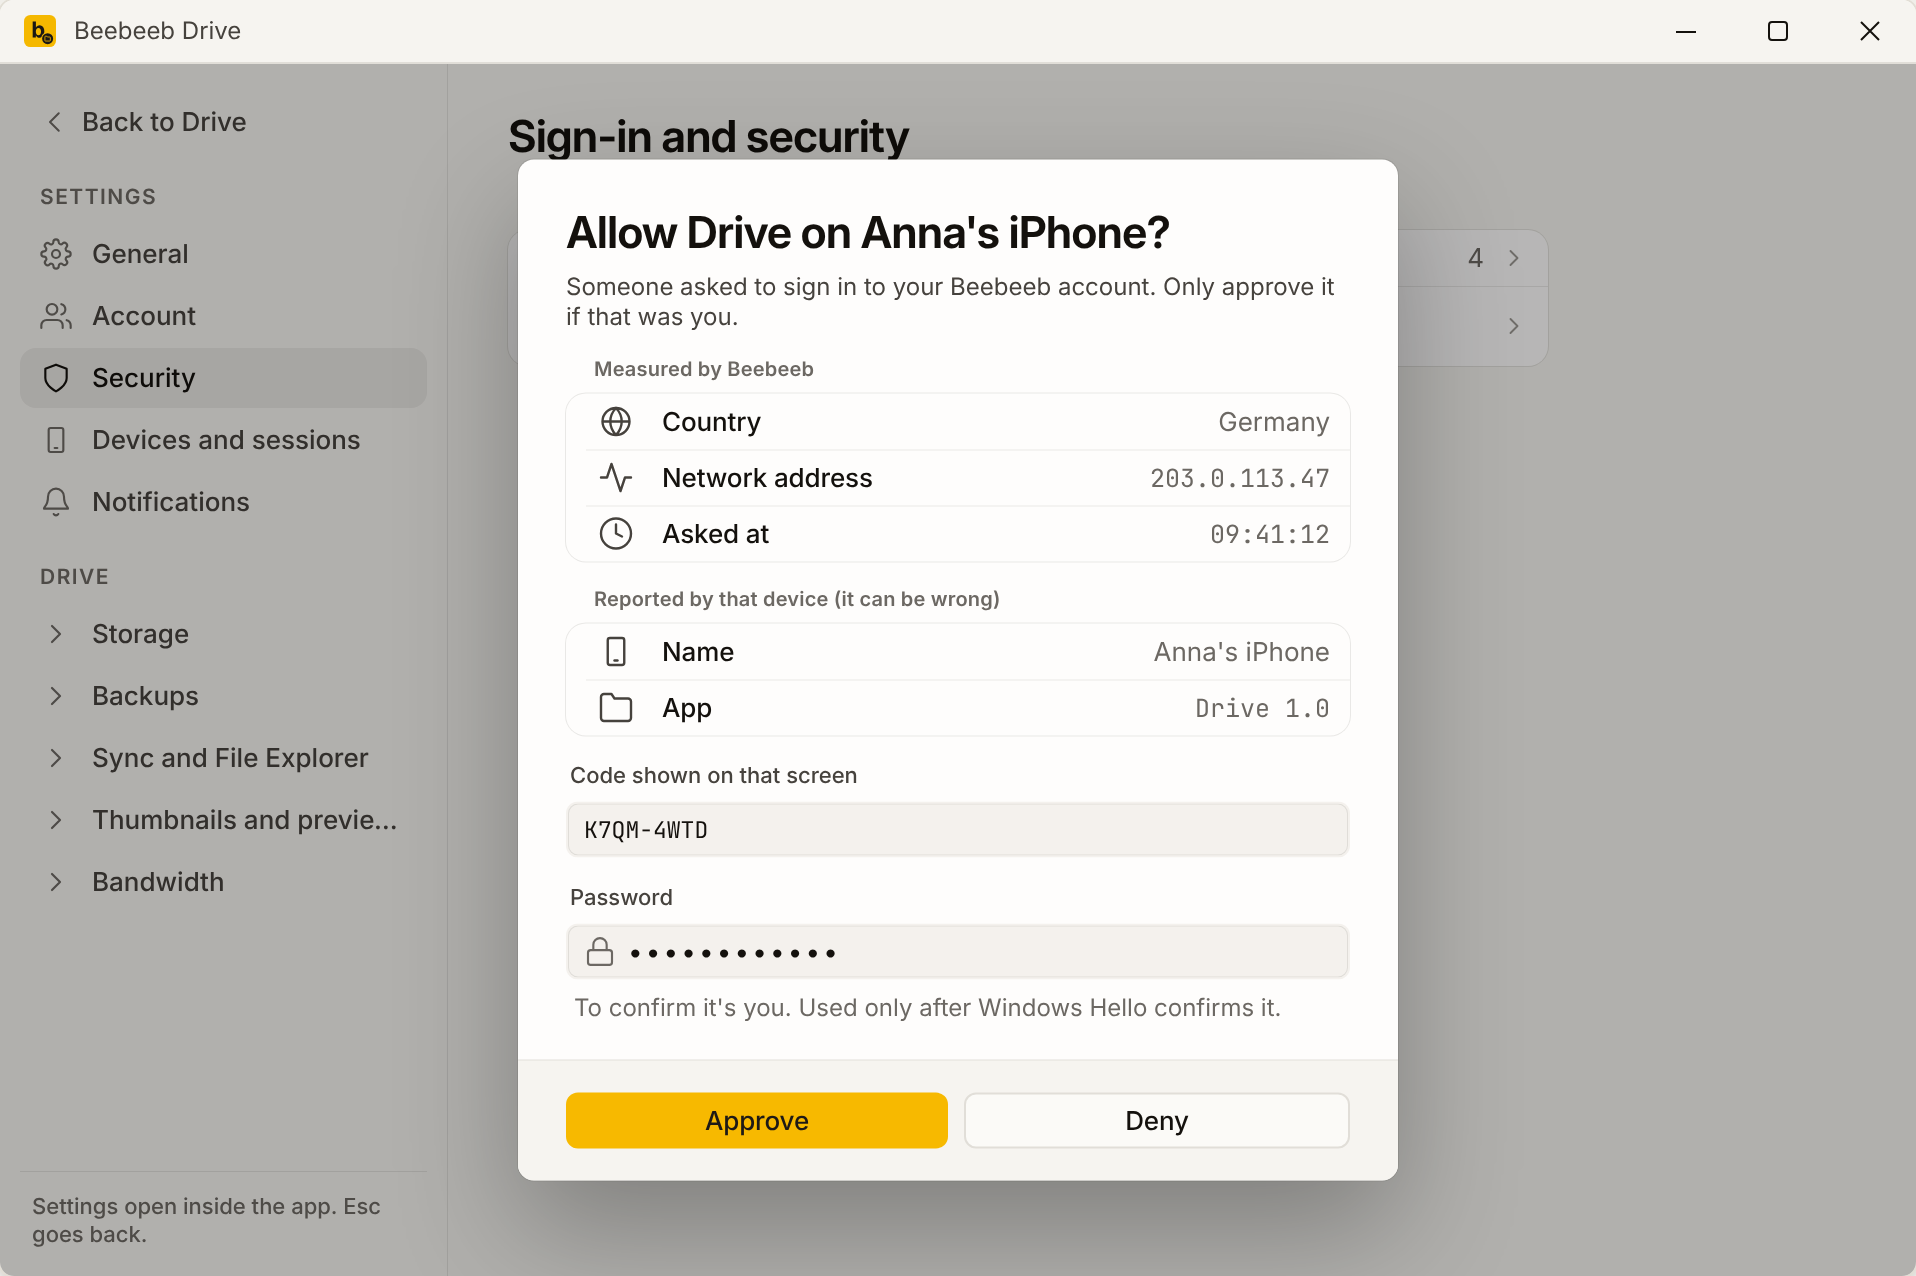 Beebeeb Drive
Back to Drive
SETTINGS
General
Account
Security
Devices and sessions
Notifications
DRIVE
Storage
Backups
Sync and File Explorer
Thumbnails and previe...
Bandwidth
Settings open inside the app. Esc
goes back.
Sign-in and security
4
Allow Drive on Anna's iPhone?
Someone asked to sign in to your Beebeeb account. Only approve it
if that was you.
Measured by Beebeeb
Country Germany
Network address 203.0.113.47
Asked at 09:41:12
Reported by that device (it can be wrong)
Name Anna's iPhone
App Drive 1.0
Code shown on that screen
K7QM-4WTD
Password
••••••••••••
To confirm it's you. Used only after Windows Hello confirms it.
Approve Deny